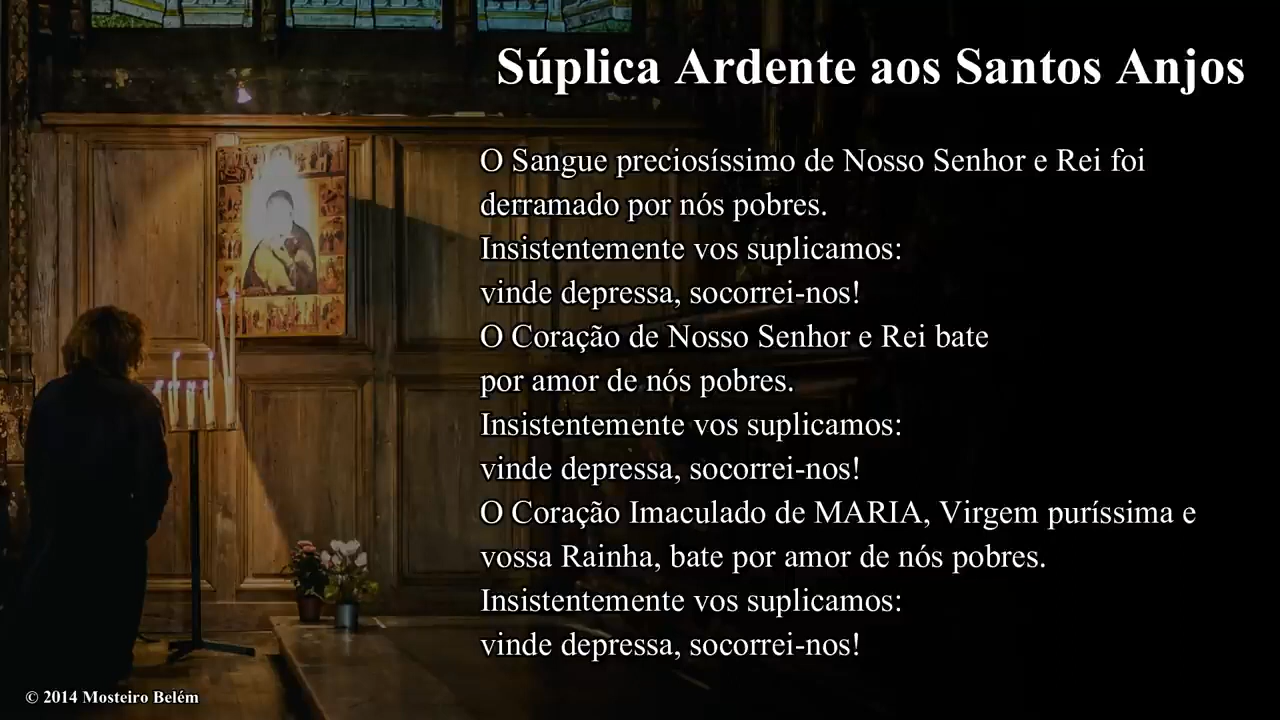 Súplica Ardente aos Santos Anjos
O Sangue preciosíssimo de Nosso Senhor e Rei foi
derramado por nós pobres.
Insistentemente vos suplicamos:
vinde depressa, socorrei-nos!
O Coração de Nosso Senhor e Rei bate
por amor de nós pobres.
Insistentemente vos suplicamos:
vinde depressa, socorrei-nos!
O Coração Imaculado de MARIA, Virgem puríssima e
vossa Rainha, bate por amor de nós pobres.
Insistentemente vos suplicamos:
vinde depressa, socorrei-nos!
© 2014 Mosteiro Belém